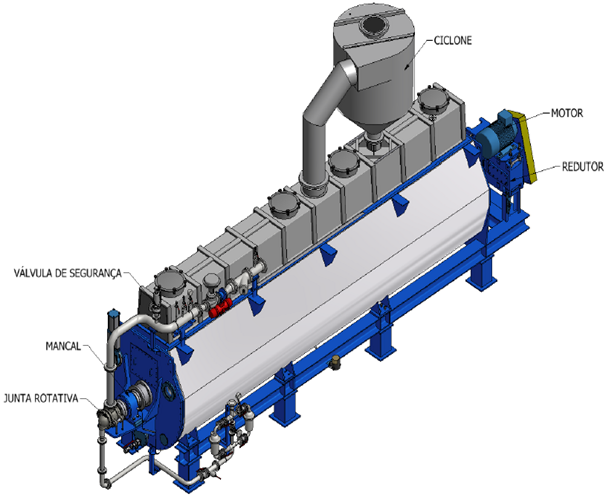 CICLONE
MOTOR
REDUTOR
VÁLVULA DE SEGURANÇA
MANCAL
JUNTA ROTATIVA